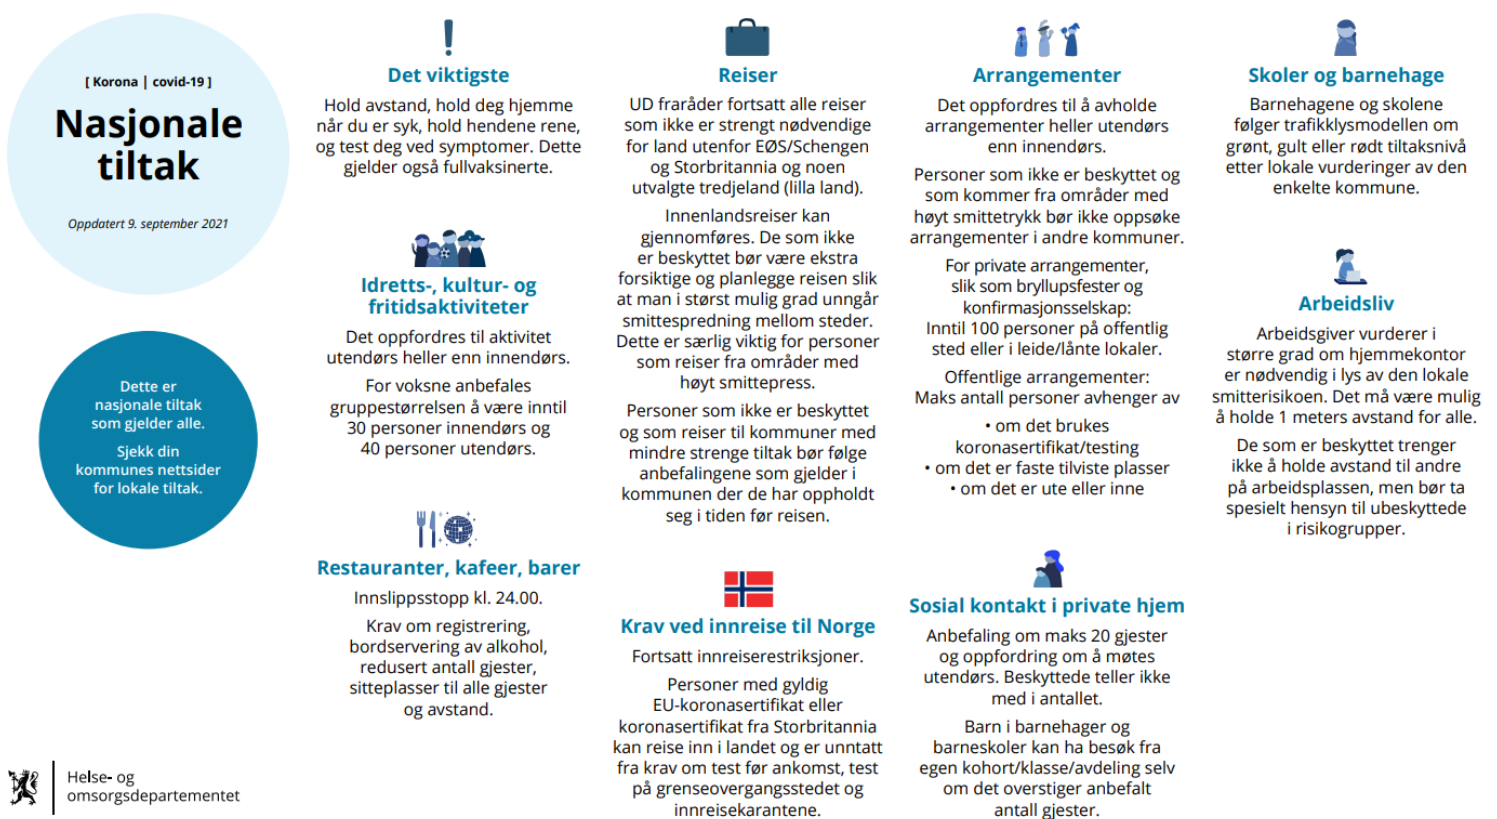 [ Korona | covid-19 ]
Nasjonale
tiltak
Oppdatert 9. september 2021
Dette er
nasjonale tiltak
som gjelder alle.
Sjekk din
kommunes nettsider
for lokale tiltak.
Helse- og
omsorgsdepartementet
Det viktigste
Hold avstand, hold deg hjemme
når du er syk, hold hendene rene,
og test deg ved symptomer. Dette
gjelder også fullvaksinerte.
Idretts-, kultur- og
fritidsaktiviteter
Det oppfordres til aktivitet
utendørs heller enn innendørs.
For voksne anbefales
gruppestørrelsen å være inntil
30 personer innendørs og
40 personer utendørs.
Restauranter, kafeer, barer
Innslippsstopp kl. 24.00.
Krav om registrering,
bordservering av alkohol,
redusert antall gjester,
sitteplasser til alle gjester
og avstand.
Reiser
UD fraråder fortsatt alle reiser
som ikke er strengt nødvendige
for land utenfor EØS/Schengen
og Storbritannia og noen
utvalgte tredjeland (lilla land).
Innenlandsreiser kan
gjennomføres. De som ikke
er beskyttet bør være ekstra
forsiktige og planlegge reisen slik
at man i størst mulig grad unngår
smittespredning mellom steder.
Dette er særlig viktig for personer
som reiser fra områder med
høyt smittepress.
Personer som ikke er beskyttet
og som reiser til kommuner med
mindre strenge tiltak bør følge
anbefalingene som gjelder i
kommunen der de har oppholdt
seg i tiden før reisen.
Krav ved innreise til Norge
Fortsatt innreiserestriksjoner.
Personer med gyldig
EU-koronasertifikat eller
koronasertifikat fra Storbritannia
kan reise inn i landet og er unntatt
fra krav om test før ankomst, test
på grenseovergangsstedet og
innreisekarantene.
Arrangementer
Det oppfordres til å avholde
arrangementer heller utendørs
enn innendørs.
Personer som ikke er beskyttet og
som kommer fra områder med
høyt smittetrykk bør ikke oppsøke
arrangementer i andre kommuner.
For private arrangementer,
slik som bryllupsfester og
konfirmasjonsselskap:
Inntil 100 personer på offentlig
sted eller i leide/lånte lokaler.
Offentlige arrangementer:
Maks antall personer avhenger av
• om det brukes
koronasertifikat/testing
• om det er faste tilviste plasser
• om det er ute eller inne
Sosial kontakt i private hjem
Anbefaling om maks 20 gjester
og oppfordring om å møtes
utendørs. Beskyttede teller ikke
med i antallet.
Barn i barnehager og
barneskoler kan ha besøk fra
egen kohort/klasse/avdeling selv
om det overstiger anbefalt
antall gjester.
Skoler og barnehage
Barnehagene og skolene
følger trafikklysmodellen om
grønt, gult eller rødt tiltaksnivå
etter lokale vurderinger av den
enkelte kommune.
Arbeidsliv
Arbeidsgiver vurderer i
større grad om hjemmekontor
er nødvendig i lys av den lokale
smitterisikoen. Det må være mulig
å holde 1 meters avstand for alle.
De som er beskyttet trenger
ikke å holde avstand til andre
på arbeidsplassen, men bør ta
spesielt hensyn til ubeskyttede
i risikogrupper.